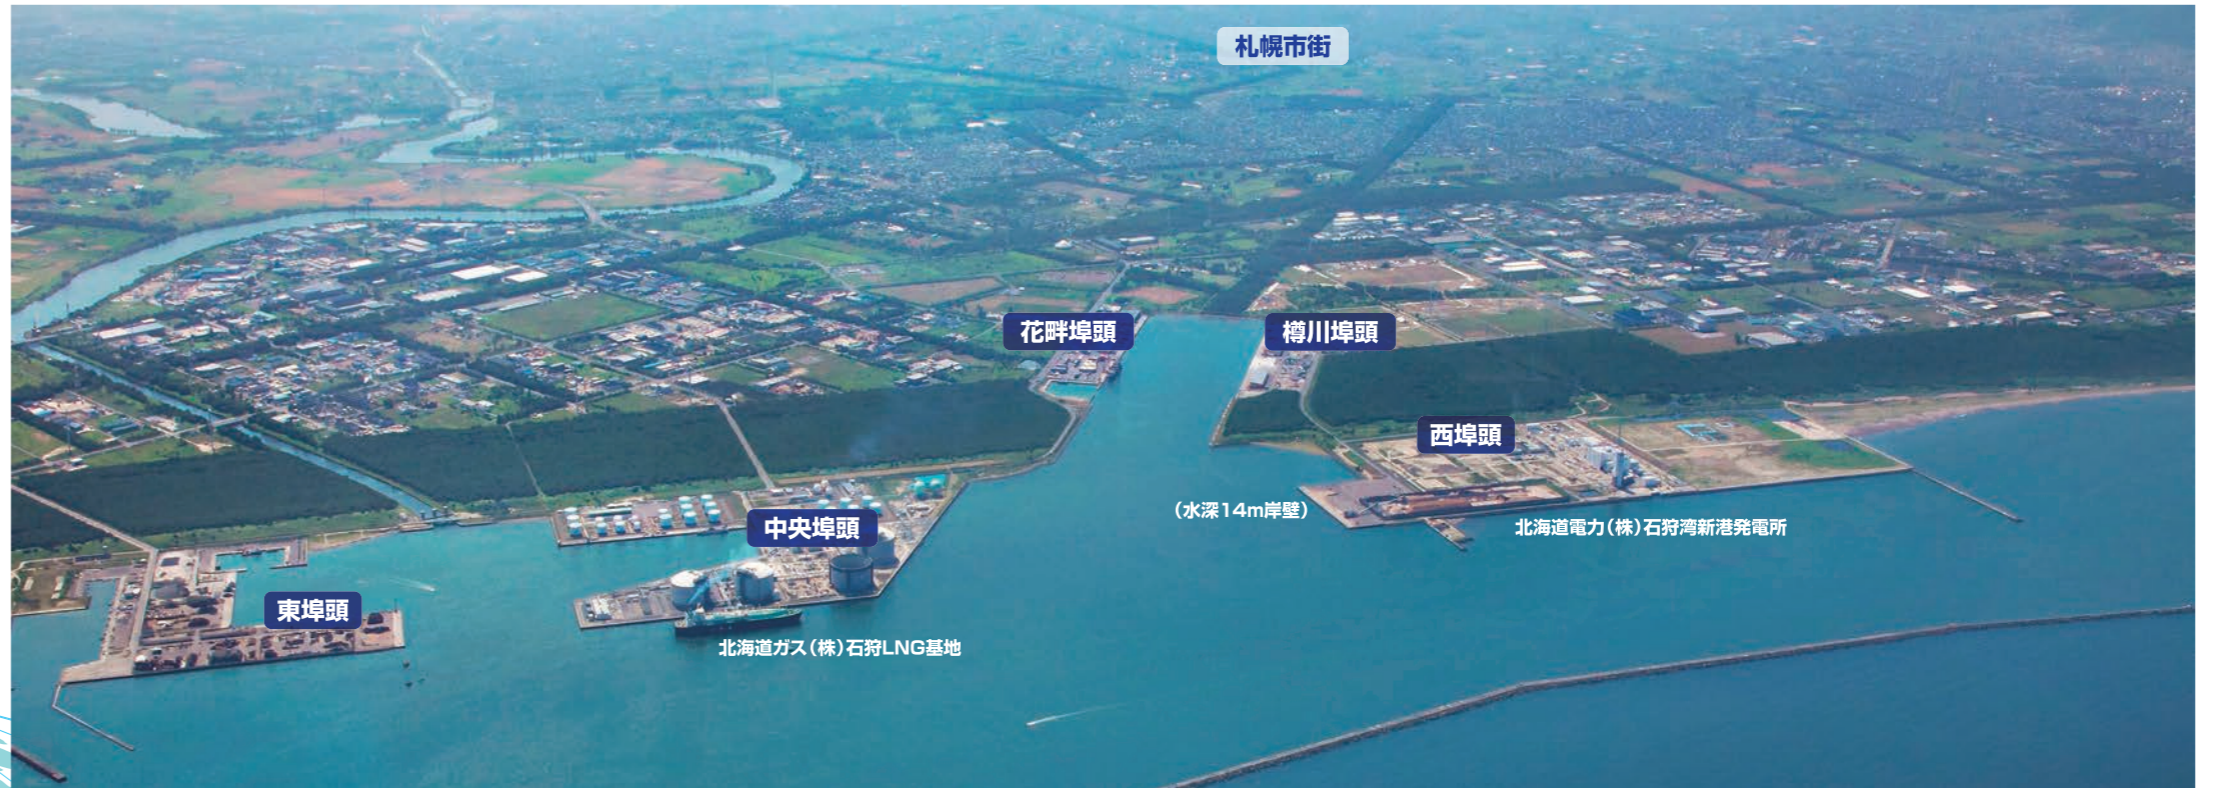 札幌市街
花畔埠頭
樽川埠頭
西埠頭
（水深14m岸壁）
北海道電力（株）石狩湾新港発電所
中央埠頭
東埠頭
北海道ガス（株）石狩LNG基地